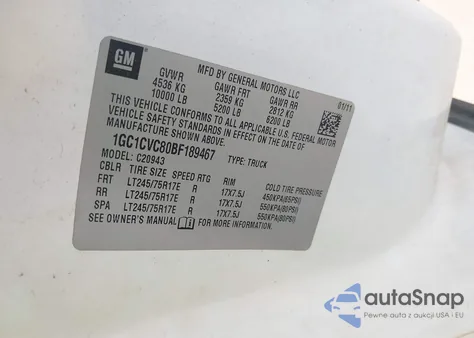 GM
MFD BY GENERAL MOTORS LLC
01/11
GVWR GAWR FRT GAWR RR
4536 KG 2359 KG 2812 KG
10000 LB 5200 LB 6200 LB
THIS VEHICLE CONFORMS TO ALL APPLICABLE U.S. FEDERAL MOTOR
VEHICLE SAFETY STANDARDS IN EFFECT ON THE DATE OF
MANUFACTURE SHOWN ABOVE.
1GC1CVC80BF189467 TYPE: TRUCK
MODEL: C20943
CBLR TIRE SIZE SPEED RTG RIM COLD TIRE PRESSURE
FRT LT245/75R17E R 17X7.5J 450KPA(65PSI)
RR LT245/75R17E R 17X7.5J 550KPA(80PSI)
SPA LT245/75R17E R 17X7.5J 550KPA(80PSI)
SEE OWNER'S MANUAL FOR MORE INFORMATION.
autoSnap
Pewne auta z aukcji USA i EU